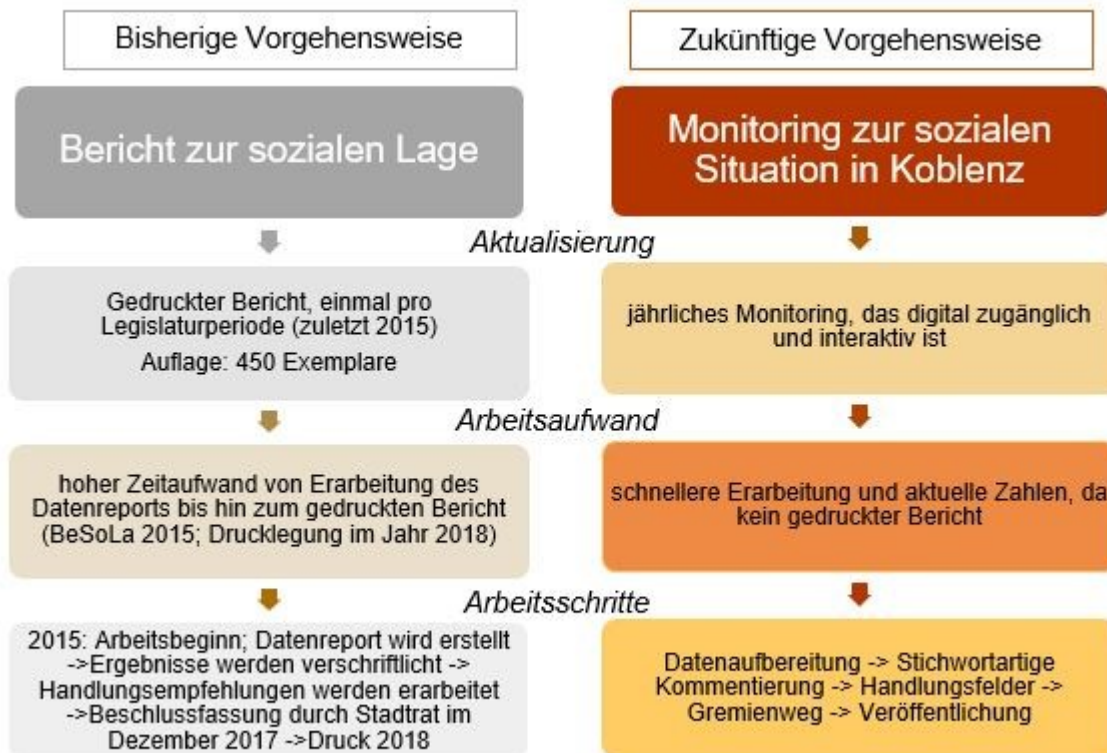 Bisherige Vorgehensweise
Zukünftige Vorgehensweise
Bericht zur sozialen Lage
Monitoring zur sozialen
Situation in Koblenz
Aktualisierung
Gedruckter Bericht, einmal pro
Legislaturperiode (zuletzt 2015)
Auflage: 450 Exemplare
jährliches Monitoring, das digital zugänglich
und interaktiv ist
Arbeitsaufwand
hoher Zeitaufwand von Erarbeitung des
Datenreports bis hin zum gedruckten Bericht
(BeSoLa 2015; Drucklegung im Jahr 2018)
schnellere Erarbeitung und aktuelle Zahlen, da
kein gedruckter Bericht
Arbeitsschritte
2015: Arbeitsbeginn; Datenreport wird erstellt
->Ergebnisse werden verschriftlicht ->
Handlungsempfehlungen werden erarbeitet
->Beschlussfassung durch Stadtrat im
Dezember 2017 ->Druck 2018
Datenaufbereitung -> Stichwortartige
Kommentierung -> Handlungsfelder ->
Gremienweg -> Veröffentlichung